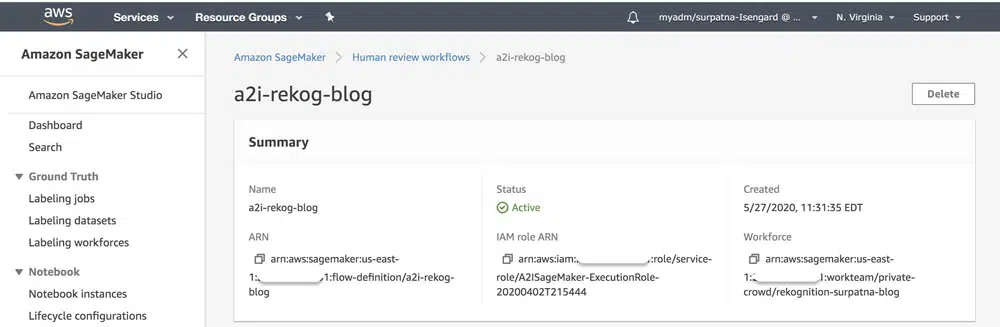 aws
Services
Resource Groups
myadm/surpatna-Isengard @ ...
N. Virginia
Support
Amazon SageMaker
Amazon SageMaker Studio
Dashboard
Search
Ground Truth
Labeling jobs
Labeling datasets
Labeling workforces
Notebook
Notebook instances
Lifecycle configurations
Amazon SageMaker > Human review workflows > a2i-rekog-blog
a2i-rekog-blog
Delete
Summary
Name
a2i-rekog-blog
ARN
arn:aws:sagemaker:us-east-
1: 1:flow-definition/a2i-rekog-
blog
Status
Active
IAM role ARN
arn:aws:iam: :role/service-
role/A2ISageMaker-ExecutionRole-
20200402T215444
Created
5/27/2020, 11:31:35 EDT
Workforce
arn:aws:sagemaker:us-east-
1: 1:workteam/private-
crowd/rekognition-surpatna-blog